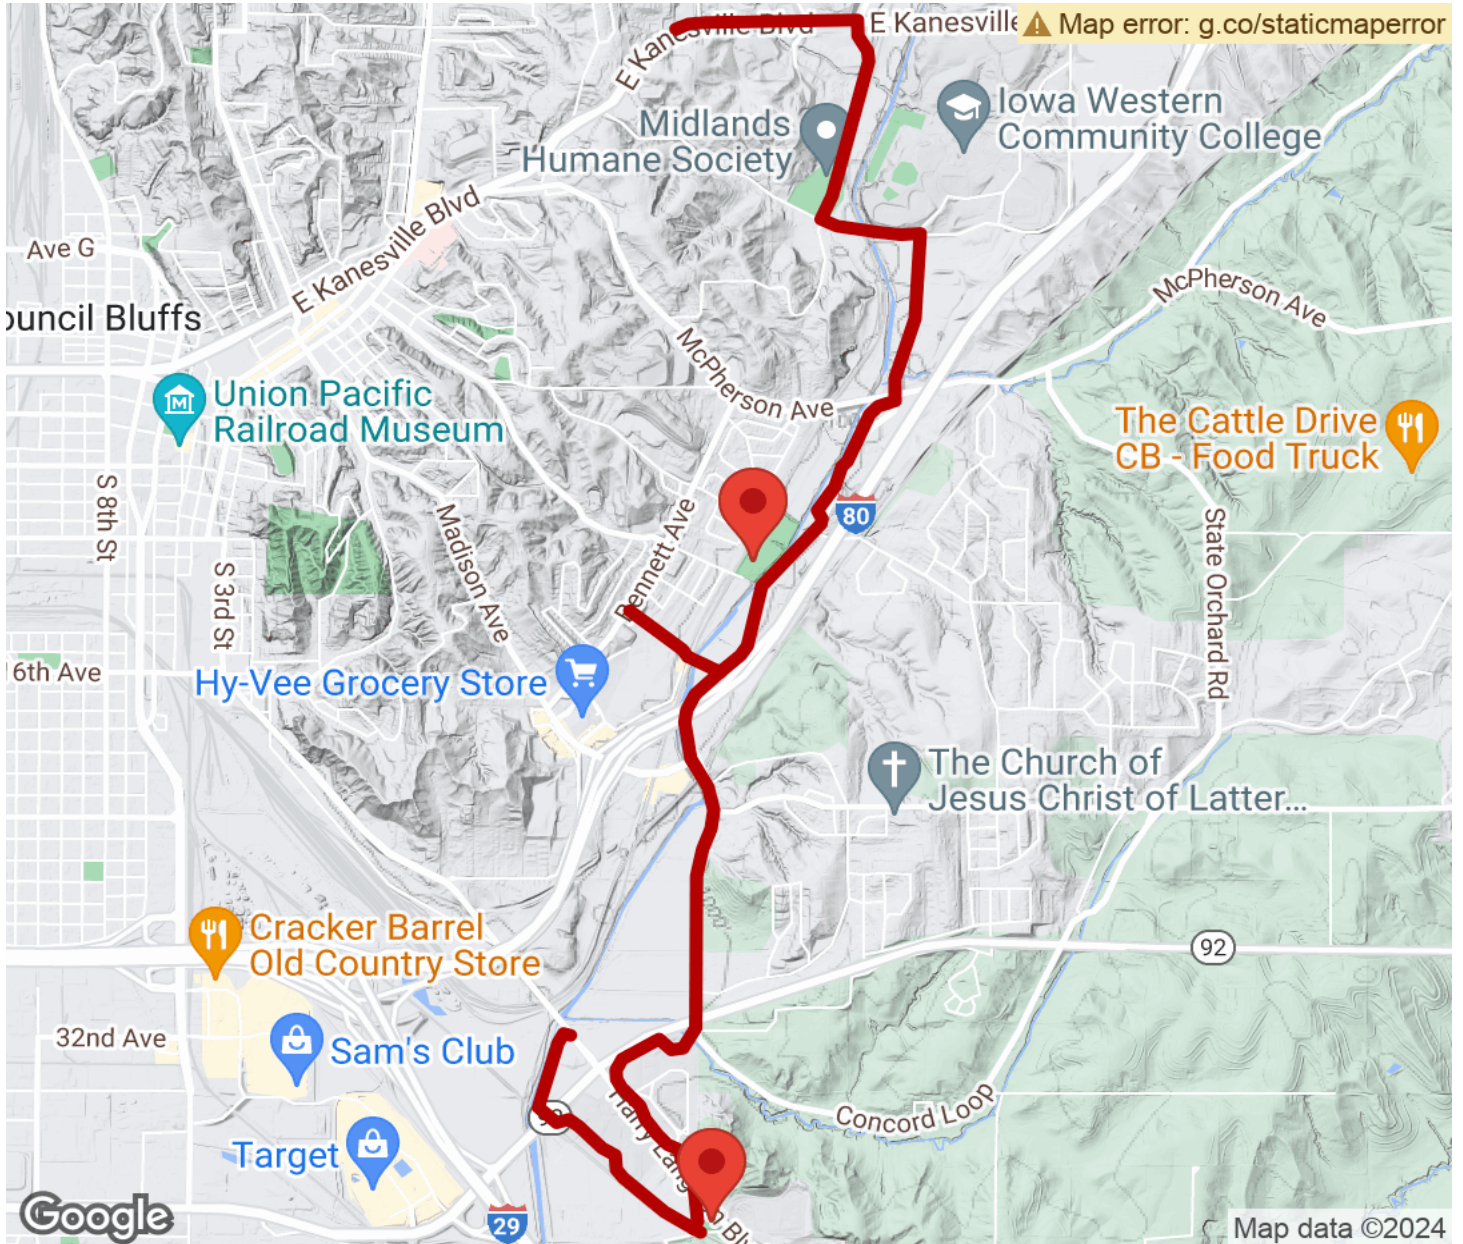 E Kanesville Blvd
E Kanesville
Map error: g.co/staticmaperror
E Kanesville Blvd
Midlands
Humane Society
Iowa Western
Community College
Ave G
McPherson Ave
ouncil Bluffs
McPherson Ave
Union Pacific
Railroad Museum
The Cattle Drive
CB - Food Truck
S 8th St
Madison Ave
Bennett Ave
80
State Orchard Rd
S 3rd St
16th Ave
Hy-Vee Grocery Store
The Church of
Jesus Christ of Latter...
Cracker Barrel
Old Country Store
92
32nd Ave
Sam's Club
Concord Loop
Harry Lang
Target
29
Google
Map data ©2024